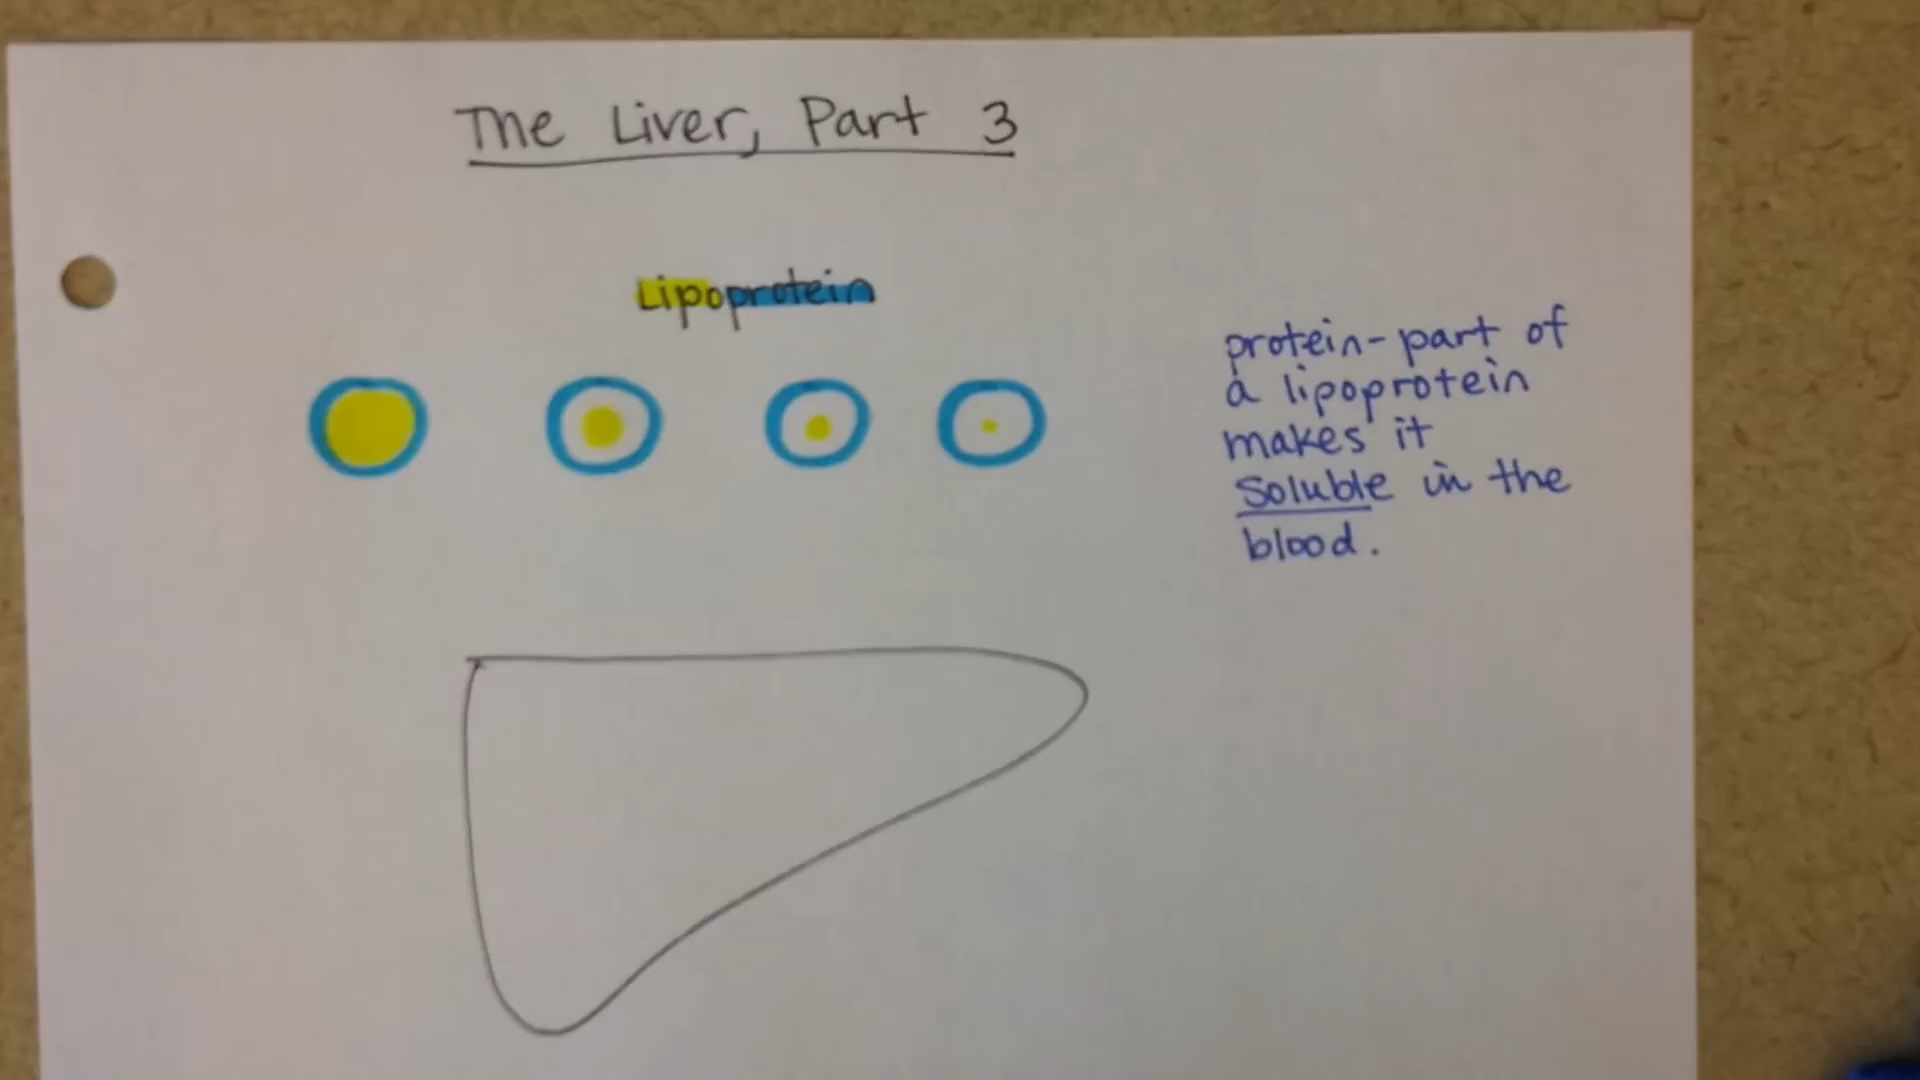 The Liver, Part 3
Lipoprotein
protein-part of
a lipoprotein
makes it
soluble in the
blood.